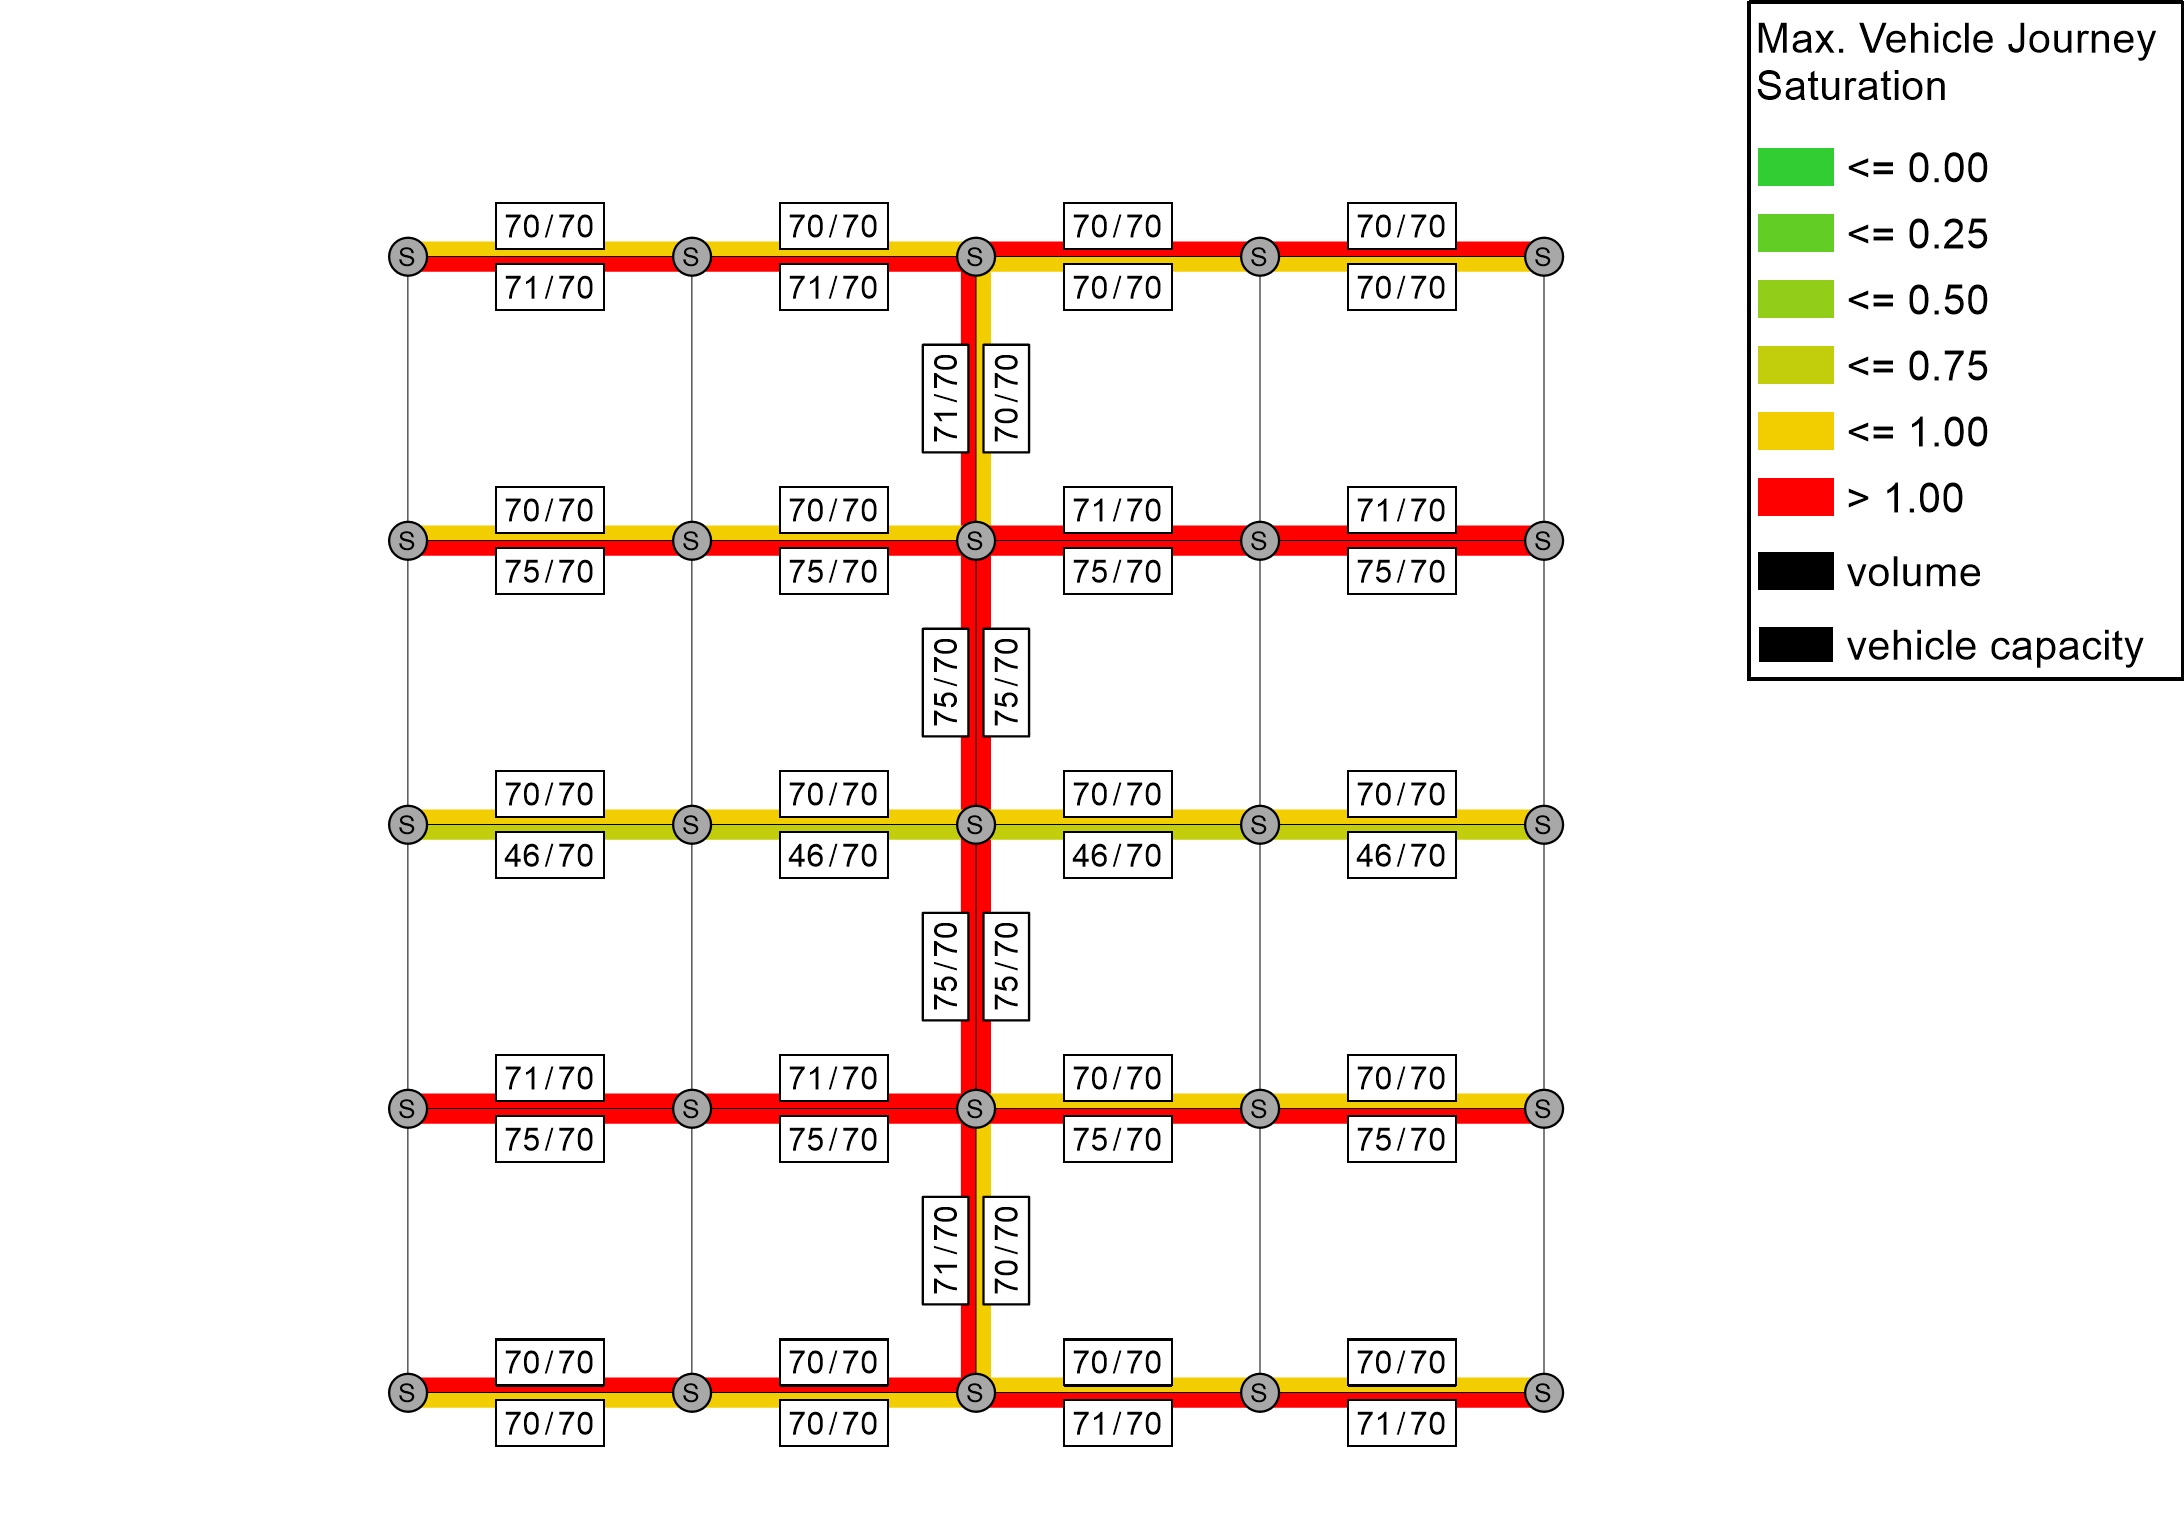 Max. Vehicle Journey
Saturation
<= 0.00
<= 0.25
<= 0.50
<= 0.75
<= 1.00
> 1.00
volume
vehicle capacity
70/70 70/70 70/70 70/70
S S S S S
71/70 71/70 70/70 70/70
71/70 70/70
70/70 70/70 71/70 71/70
S S S S S
75/70 75/70 75/70 75/70
75/70 75/70
70/70 70/70 70/70 70/70
S S S S S
46/70 46/70 46/70 46/70
75/70 75/70
71/70 71/70 70/70 70/70
S S S S S
75/70 75/70 75/70 75/70
71/70 70/70
70/70 70/70 70/70 70/70
S S S S S
70/70 70/70 71/70 71/70